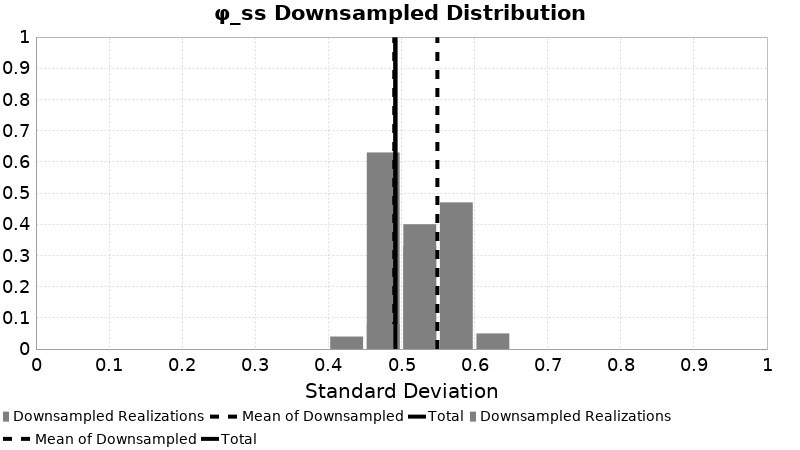 φ_ss Downsampled Distribution
1
0.9
0.8
0.7
0.6
0.5
0.4
0.3
0.2
0.1
0
0 0.1 0.2 0.3 0.4 0.5 0.6 0.7 0.8 0.9 1
Standard Deviation
Downsampled Realizations Mean of Downsampled Total Downsampled Realizations
Mean of Downsampled Total